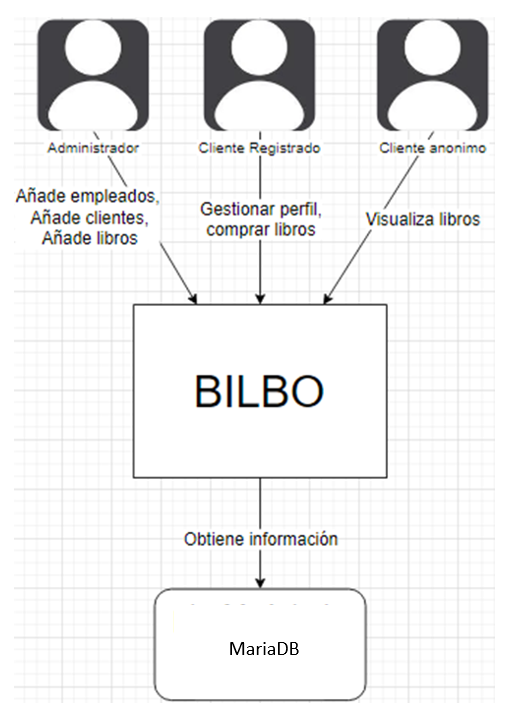 Administrador
Cliente Registrado
Cliente anonimo
Añade empleados,
Añade clientes,
Añade libros
Gestionar perfil,
comprar libros
Visualiza libros
BILBO
Obtiene información
MariaDB